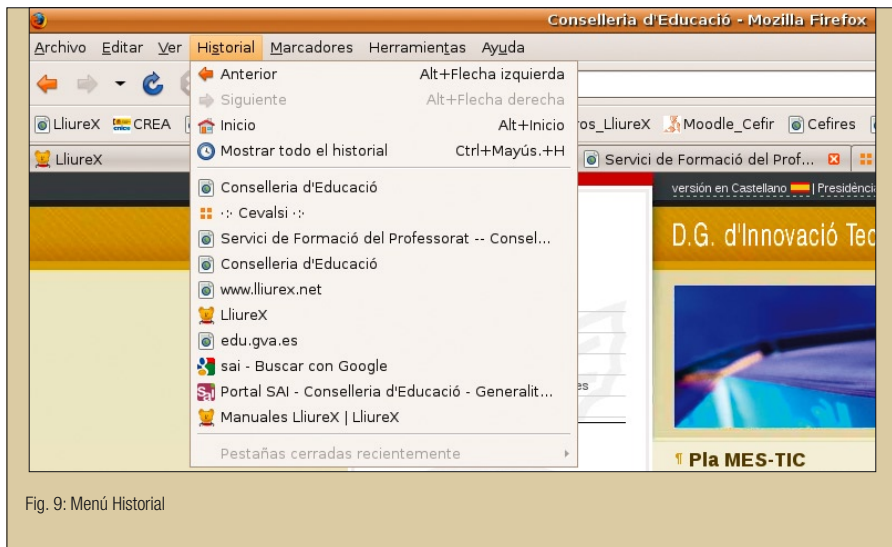 Conselleria d'Educació - Mozilla Firefox
Archivo Editar Ver Historial Marcadores Herramientas Ayuda
Anterior Alt+Flecha izquierda
Siguiente Alt+Flecha derecha
Inicio Alt+Inicio
Mostrar todo el historial Ctrl+Mayús.+H
LliureX CREA os_LliureX Moodle_Cefir Cefires
LliureX Servici de Formació del Prof...
Conselleria d'Educació
·:· Cevalsi ·:·
Servici de Formació del Professorat -- Consel...
Conselleria d'Educació
www.lliurex.net
LliureX
edu.gva.es
sai - Buscar con Google
Portal SAI - Conselleria d'Educació - Generalit...
Manuales LliureX | LliureX
Pestañas cerradas recientemente
versión en Castellano | Presidènci
D.G. d'Innovació Tec
es
¶ Pla MES-TIC
Fig. 9: Menú Historial